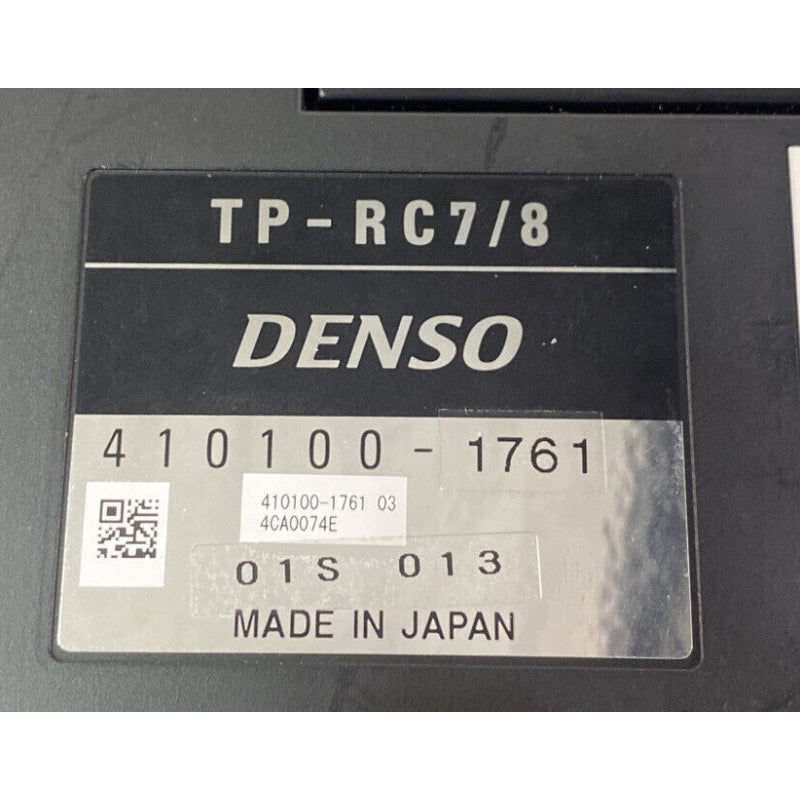 TP-RC7/8
DENSO
410100-1761
410100-1761 03
4CA0074E
01S 013
MADE IN JAPAN